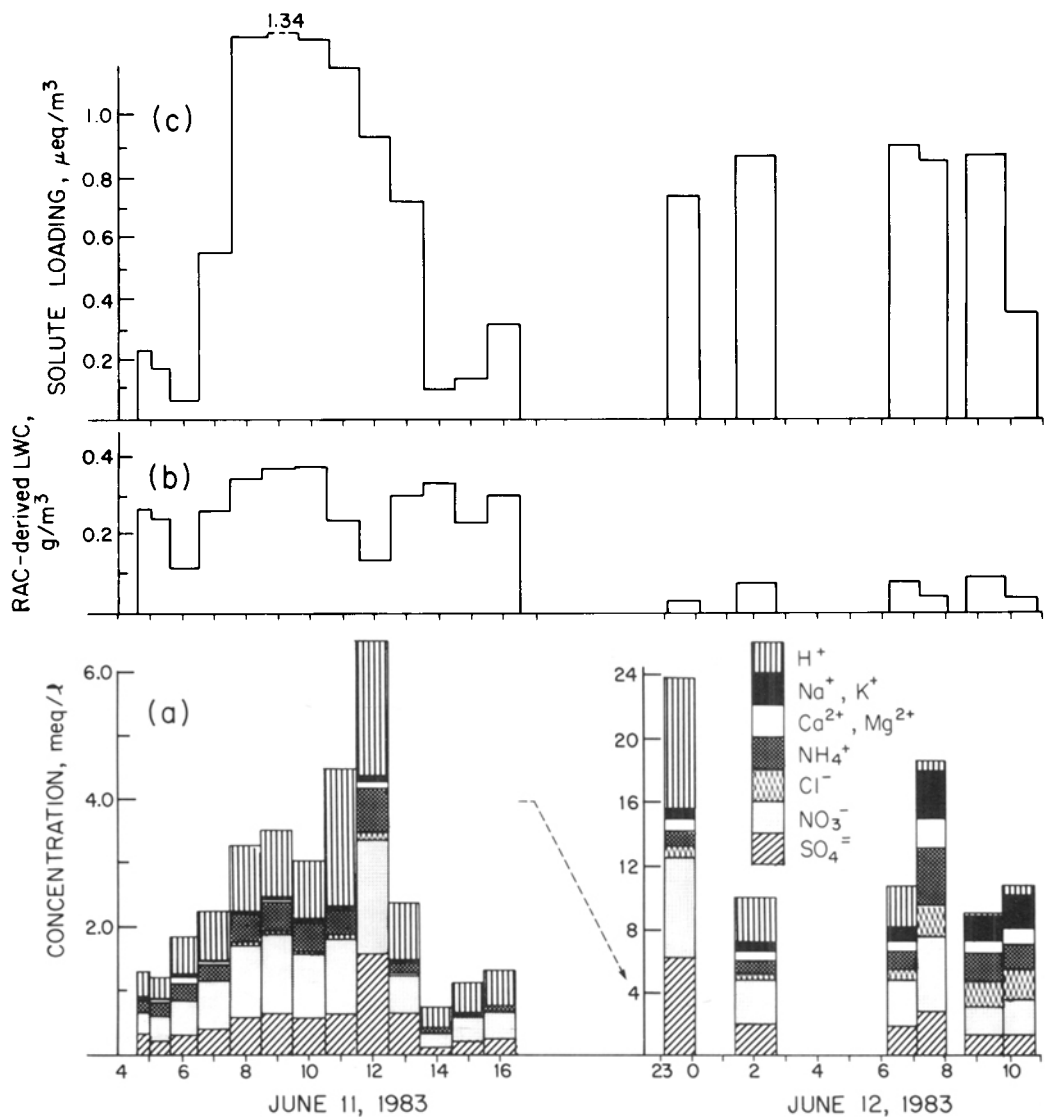 1.34
(c)
SOLUTE LOADING, μeq/m³
1.0
0.8
0.6
0.4
0.2
(b)
RAC-derived LWC,
g/m³
0.4
0.2
(a)
CONCENTRATION, meq/ℓ
6.0
4.0
2.0
24
20
16
12
8
4
H⁺
Na⁺, K⁺
Ca²⁺, Mg²⁺
NH₄⁺
Cl⁻
NO₃⁻
SO₄⁼
4 6 8 10 12 14 16
23 0 2 4 6 8 10
JUNE 11, 1983
JUNE 12, 1983